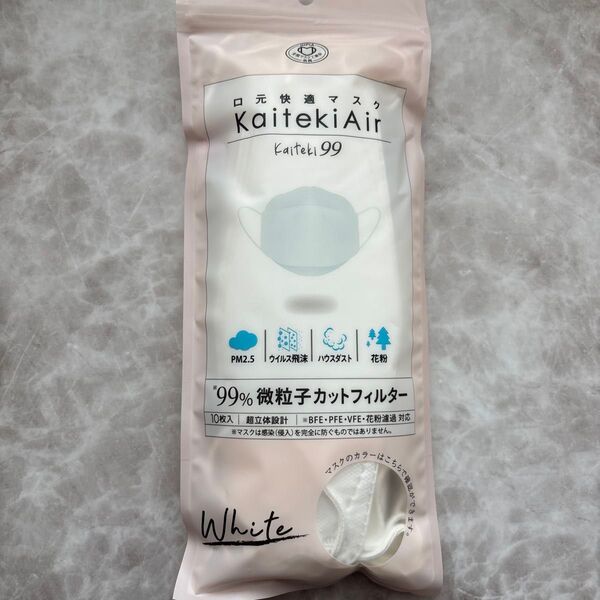 口元快適マスク
KaitekiAir
Kaiteki 99
PM2.5
ウイルス飛沫
ハウスダスト
花粉
※99% 微粒子カットフィルター
10枚入 超立体設計 ※BFE・PFE・VFE・花粉濾過 対応
※マスクは感染(侵入)を完全に防ぐものではありません。
マスクのカラーはこちらで確認ができます。
White